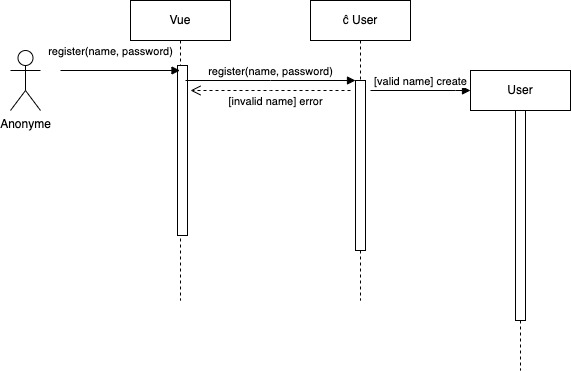 Vue
ĉ User
register(name, password)
register(name, password)
[valid name] create
[invalid name] error
User
Anonyme